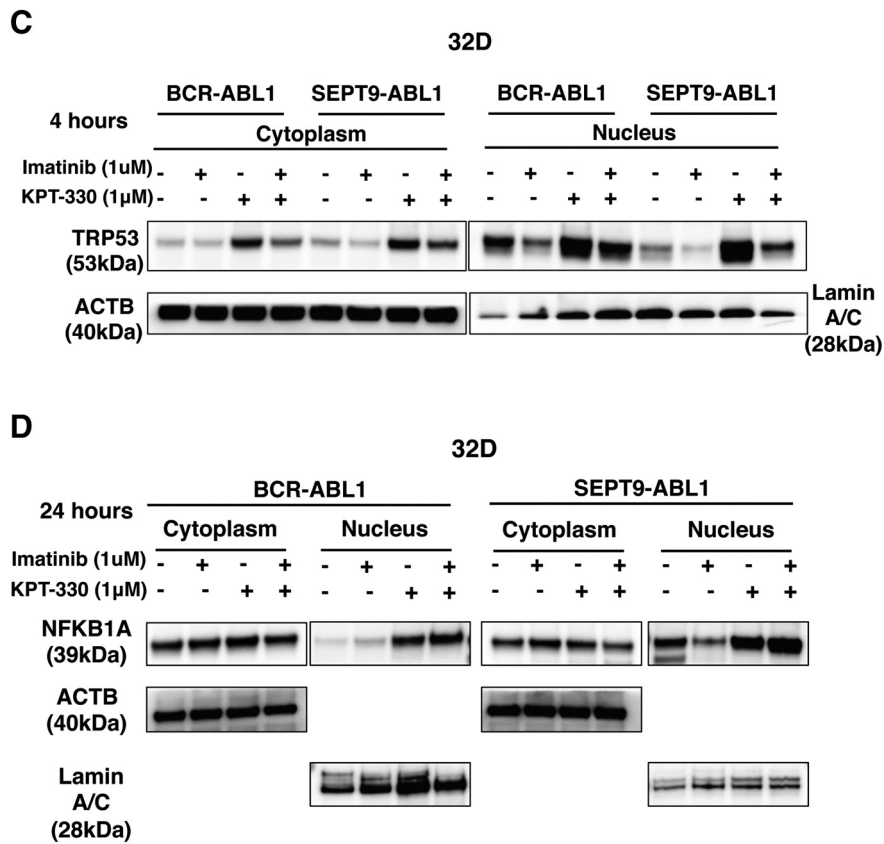 C
32D
BCR-ABL1 SEPT9-ABL1 BCR-ABL1 SEPT9-ABL1
4 hours
Cytoplasm Nucleus
Imatinib (1uM) - + - + - + - + - + - + - + - +
KPT-330 (1μM) - - + + - - + + - - + + - - + +
TRP53
(53kDa)
ACTB
(40kDa)
Lamin
A/C
(28kDa)
D
32D
BCR-ABL1 SEPT9-ABL1
24 hours
Cytoplasm Nucleus Cytoplasm Nucleus
Imatinib (1uM) - + - + - + - + - + - + - + - +
KPT-330 (1μM) - - + + - - + + - - + + - - + +
NFKB1A
(39kDa)
ACTB
(40kDa)
Lamin
A/C
(28kDa)